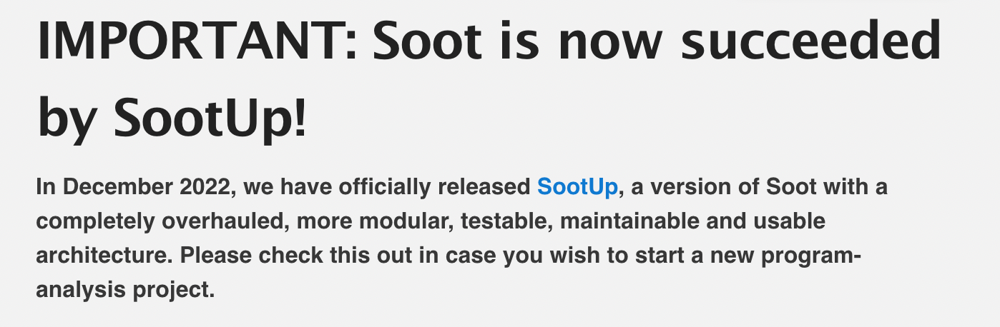 IMPORTANT: Soot is now succeeded
by SootUp!
In December 2022, we have officially released SootUp, a version of Soot with a
completely overhauled, more modular, testable, maintainable and usable
architecture. Please check this out in case you wish to start a new program-
analysis project.